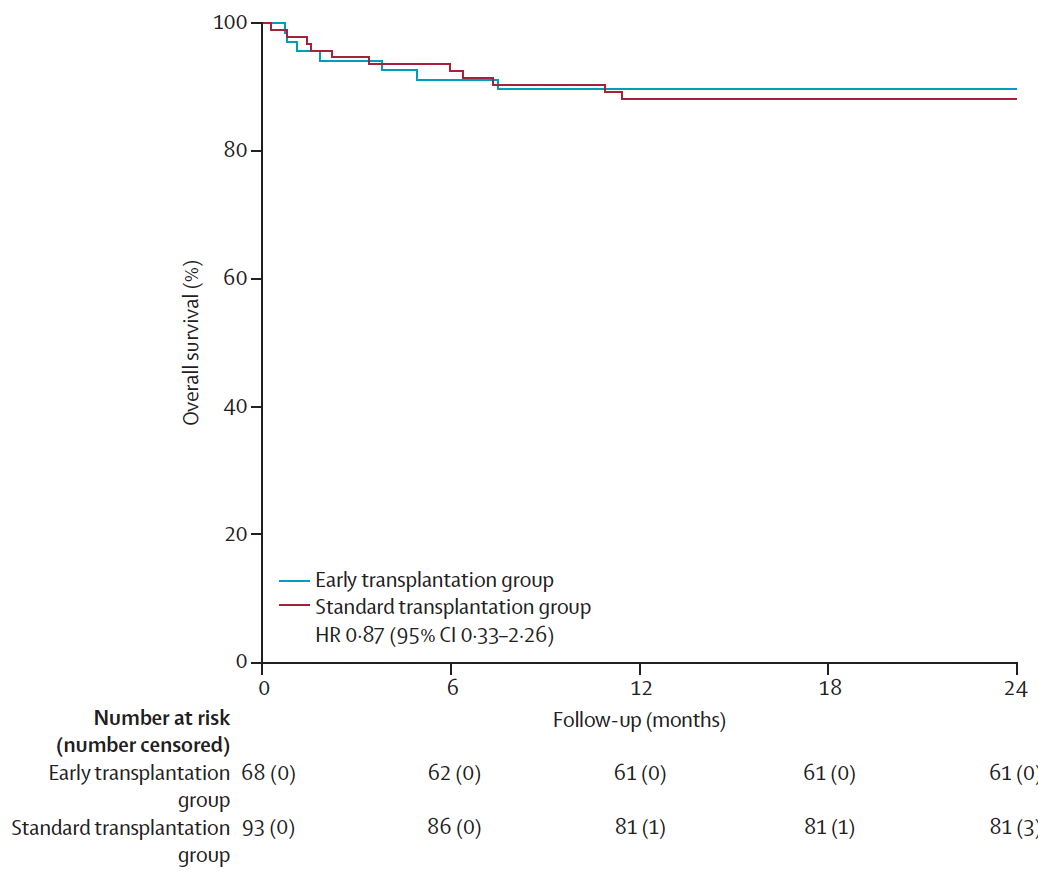 100
80
60
40
20
0
Overall survival (%)
Early transplantation group
Standard transplantation group
HR 0·87 (95% CI 0·33–2·26)
0 6 12 18 24
Follow-up (months)
Number at risk
(number censored)
Early transplantation 68 (0) 62 (0) 61 (0) 61 (0) 61 (0)
group
Standard transplantation 93 (0) 86 (0) 81 (1) 81 (1) 81 (3)
group